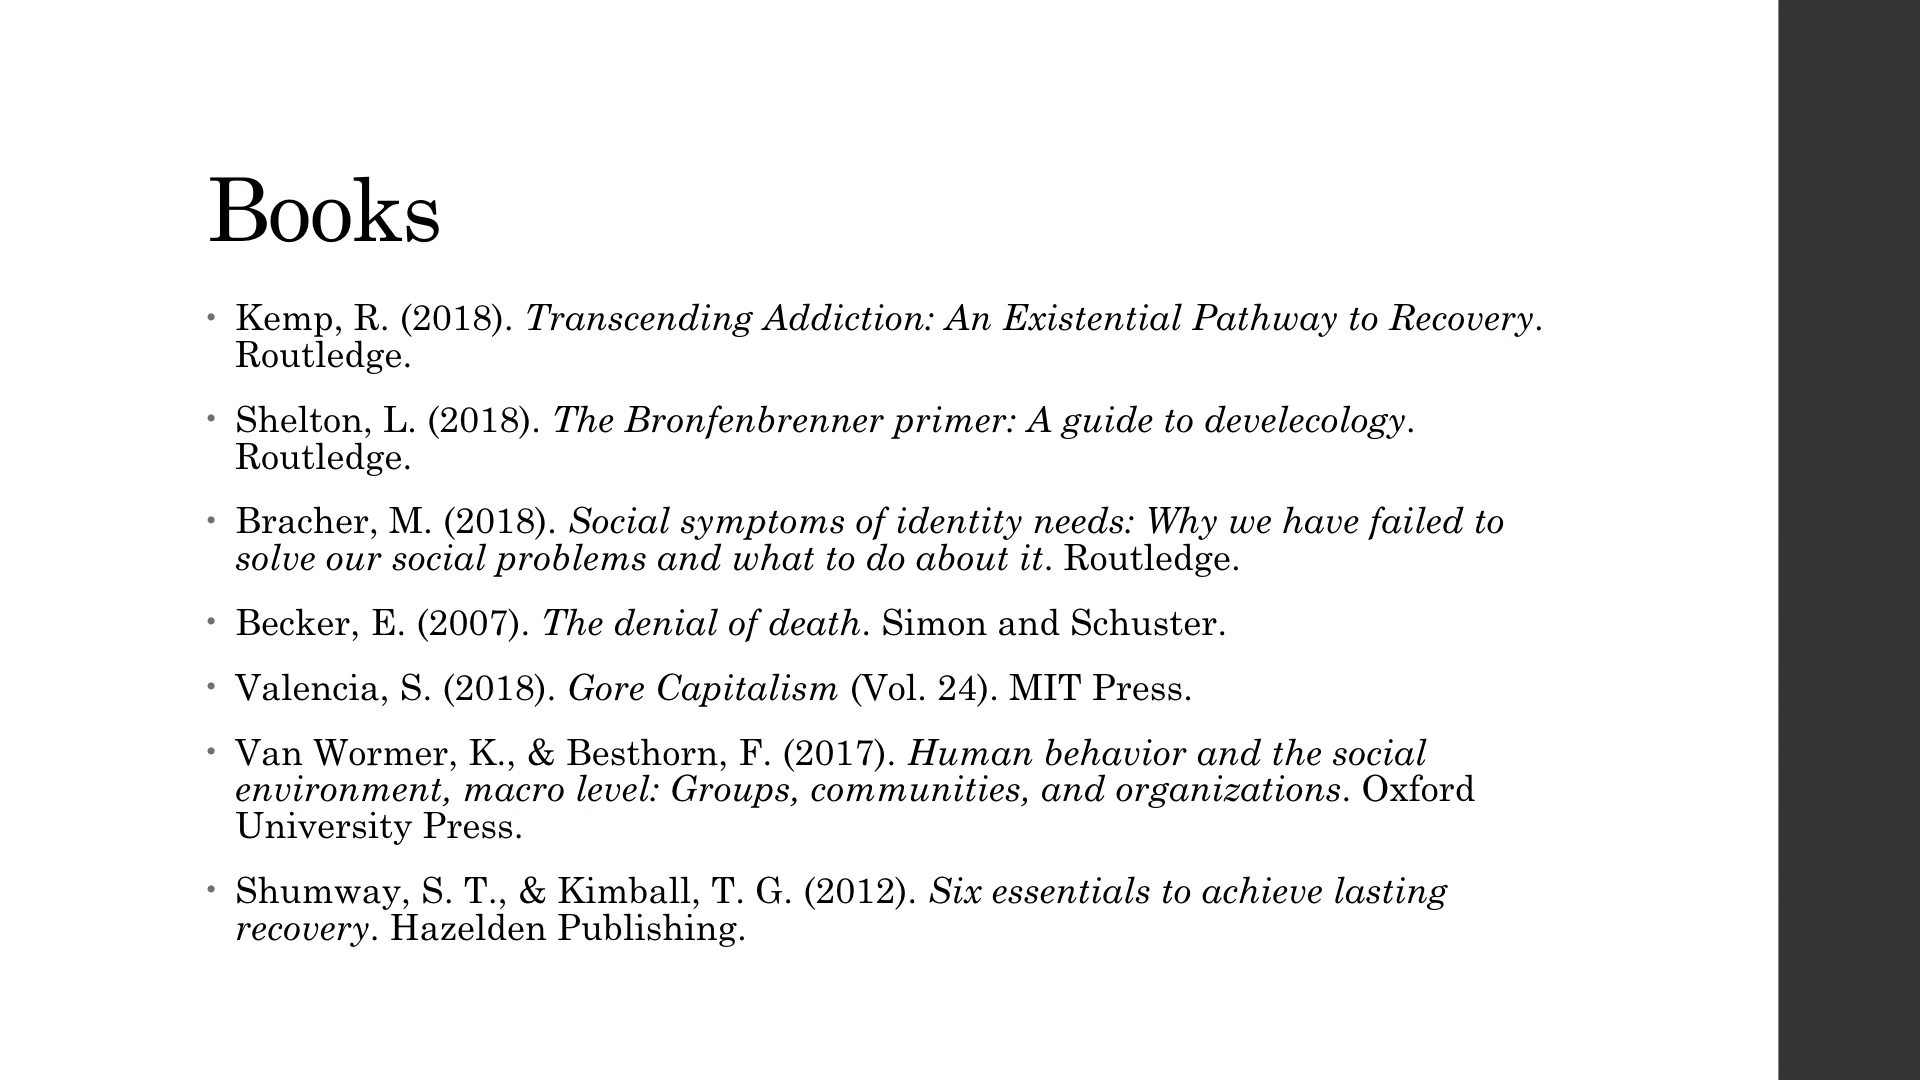 Books
• Kemp, R. (2018). Transcending Addiction: An Existential Pathway to Recovery.
Routledge.
• Shelton, L. (2018). The Bronfenbrenner primer: A guide to develecology.
Routledge.
• Bracher, M. (2018). Social symptoms of identity needs: Why we have failed to
solve our social problems and what to do about it. Routledge.
• Becker, E. (2007). The denial of death. Simon and Schuster.
• Valencia, S. (2018). Gore Capitalism (Vol. 24). MIT Press.
• Van Wormer, K., & Besthorn, F. (2017). Human behavior and the social
environment, macro level: Groups, communities, and organizations. Oxford
University Press.
• Shumway, S. T., & Kimball, T. G. (2012). Six essentials to achieve lasting
recovery. Hazelden Publishing.